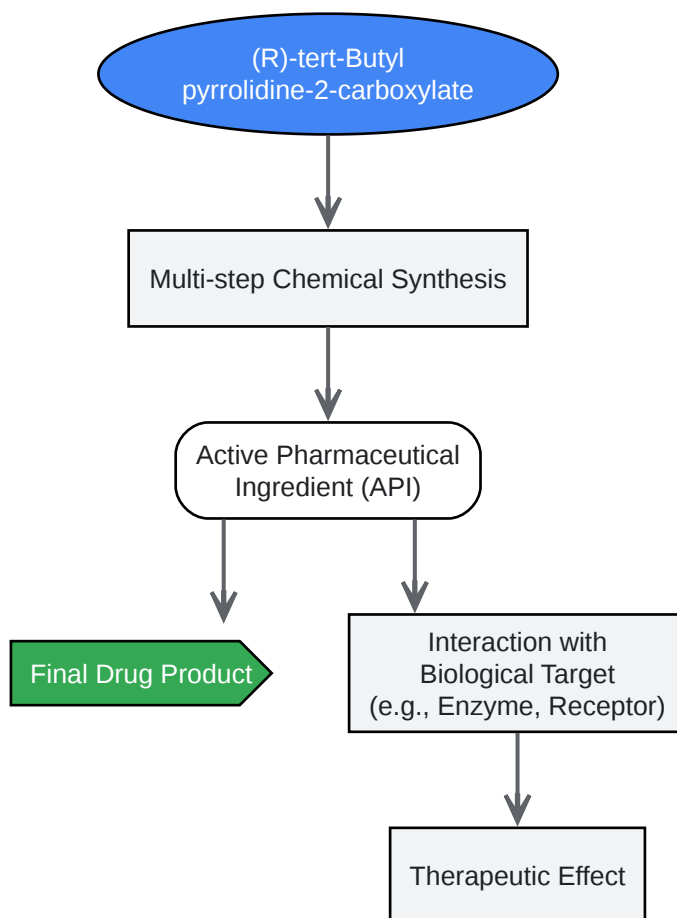 (R)-tert-Butyl
pyrrolidine-2-carboxylate
Multi-step Chemical Synthesis
Active Pharmaceutical
Ingredient (API)
Final Drug Product
Interaction with
Biological Target
(e.g., Enzyme, Receptor)
Therapeutic Effect